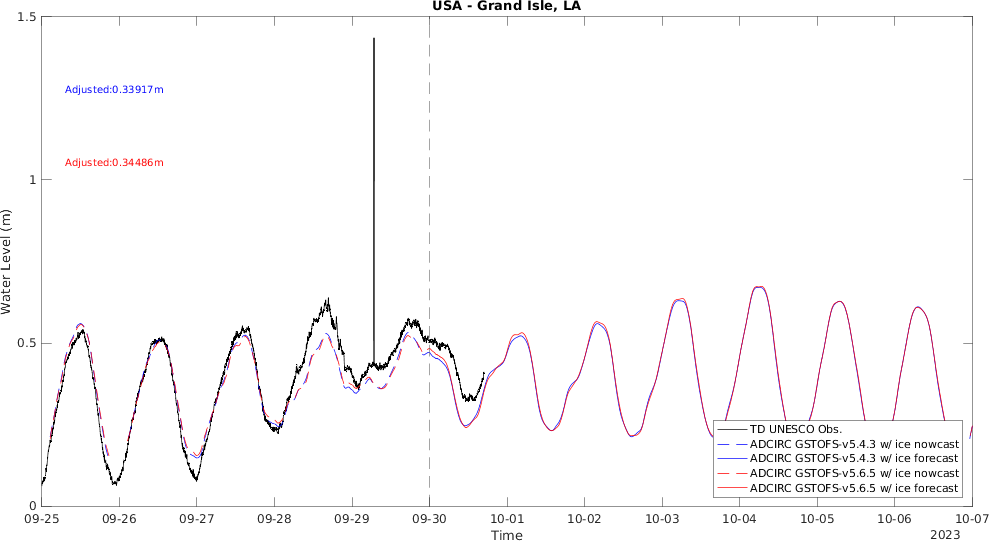 USA - Grand Isle, LA
1.5
Adjusted:0.33917m
Adjusted:0.34486m
1
Water Level (m)
0.5
TD UNESCO Obs.
ADCIRC GSTOFS-v5.4.3 w/ ice nowcast
ADCIRC GSTOFS-v5.4.3 w/ ice forecast
ADCIRC GSTOFS-v5.6.5 w/ ice nowcast
ADCIRC GSTOFS-v5.6.5 w/ ice forecast
0
09-25 09-26 09-27 09-28 09-29 09-30 10-01 10-02 10-03 10-04 10-05 10-06 10-07
Time
2023